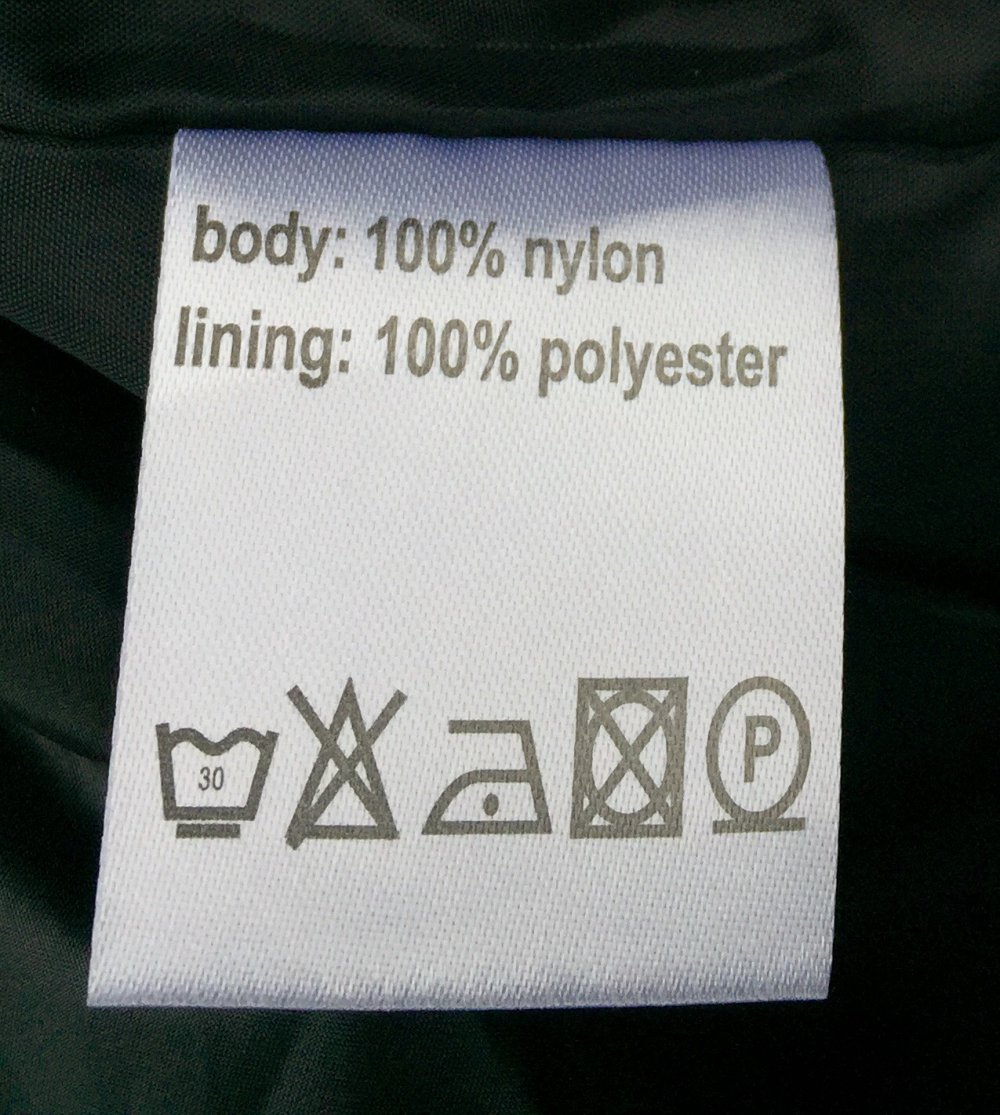 body: 100% nylon
lining: 100% polyester
30
P